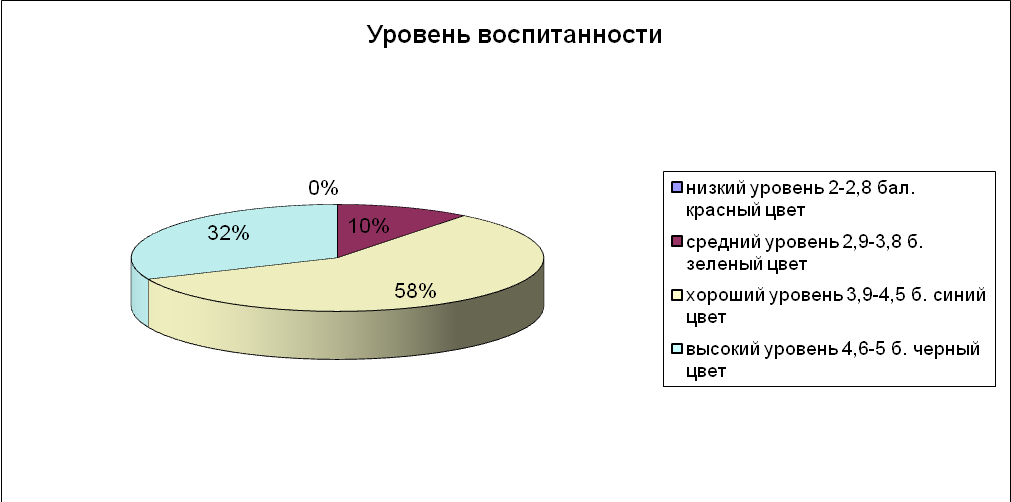 Уровень воспитанности
0%
10%
32%
58%
низкий уровень 2-2,8 бал.
красный цвет
средний уровень 2,9-3,8 б.
зеленый цвет
хороший уровень 3,9-4,5 б. синий
цвет
высокий уровень 4,6-5 б. черный
цвет